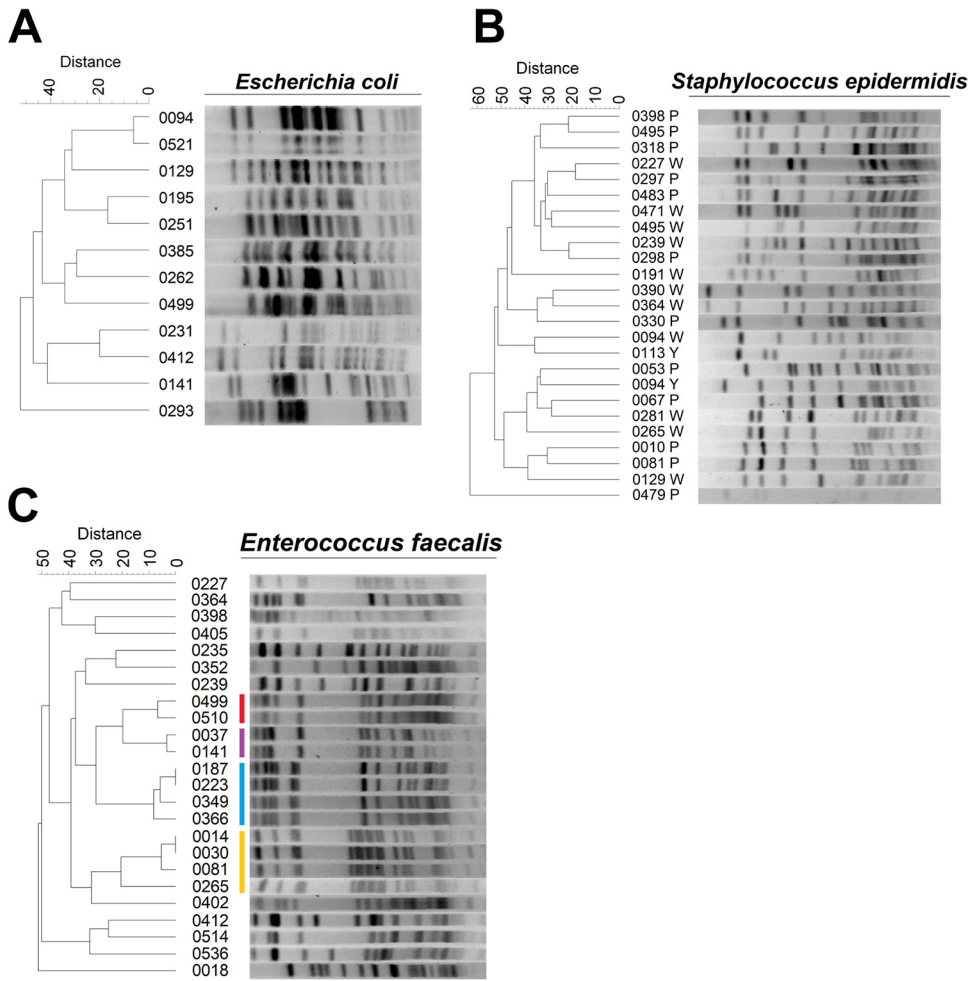 A
Distance
Escherichia coli
40
20
0
0094
0521
0129
0195
0251
0385
0262
0499
0231
0412
0141
0293
B
Distance
Staphylococcus epidermidis
60
50
40
30
20
10
0
0398 P
0495 P
0318 P
0227 W
0297 P
0483 P
0471 W
0495 W
0239 W
0298 P
0191 W
0390 W
0364 W
0330 P
0094 W
0113 Y
0053 P
0094 Y
0067 P
0281 W
0265 W
0010 P
0081 P
0129 W
0479 P
C
Distance
Enterococcus faecalis
50
40
30
20
10
0
0227
0364
0398
0405
0235
0352
0239
0499
0510
0037
0141
0187
0223
0349
0366
0014
0030
0081
0265
0402
0412
0514
0536
0018